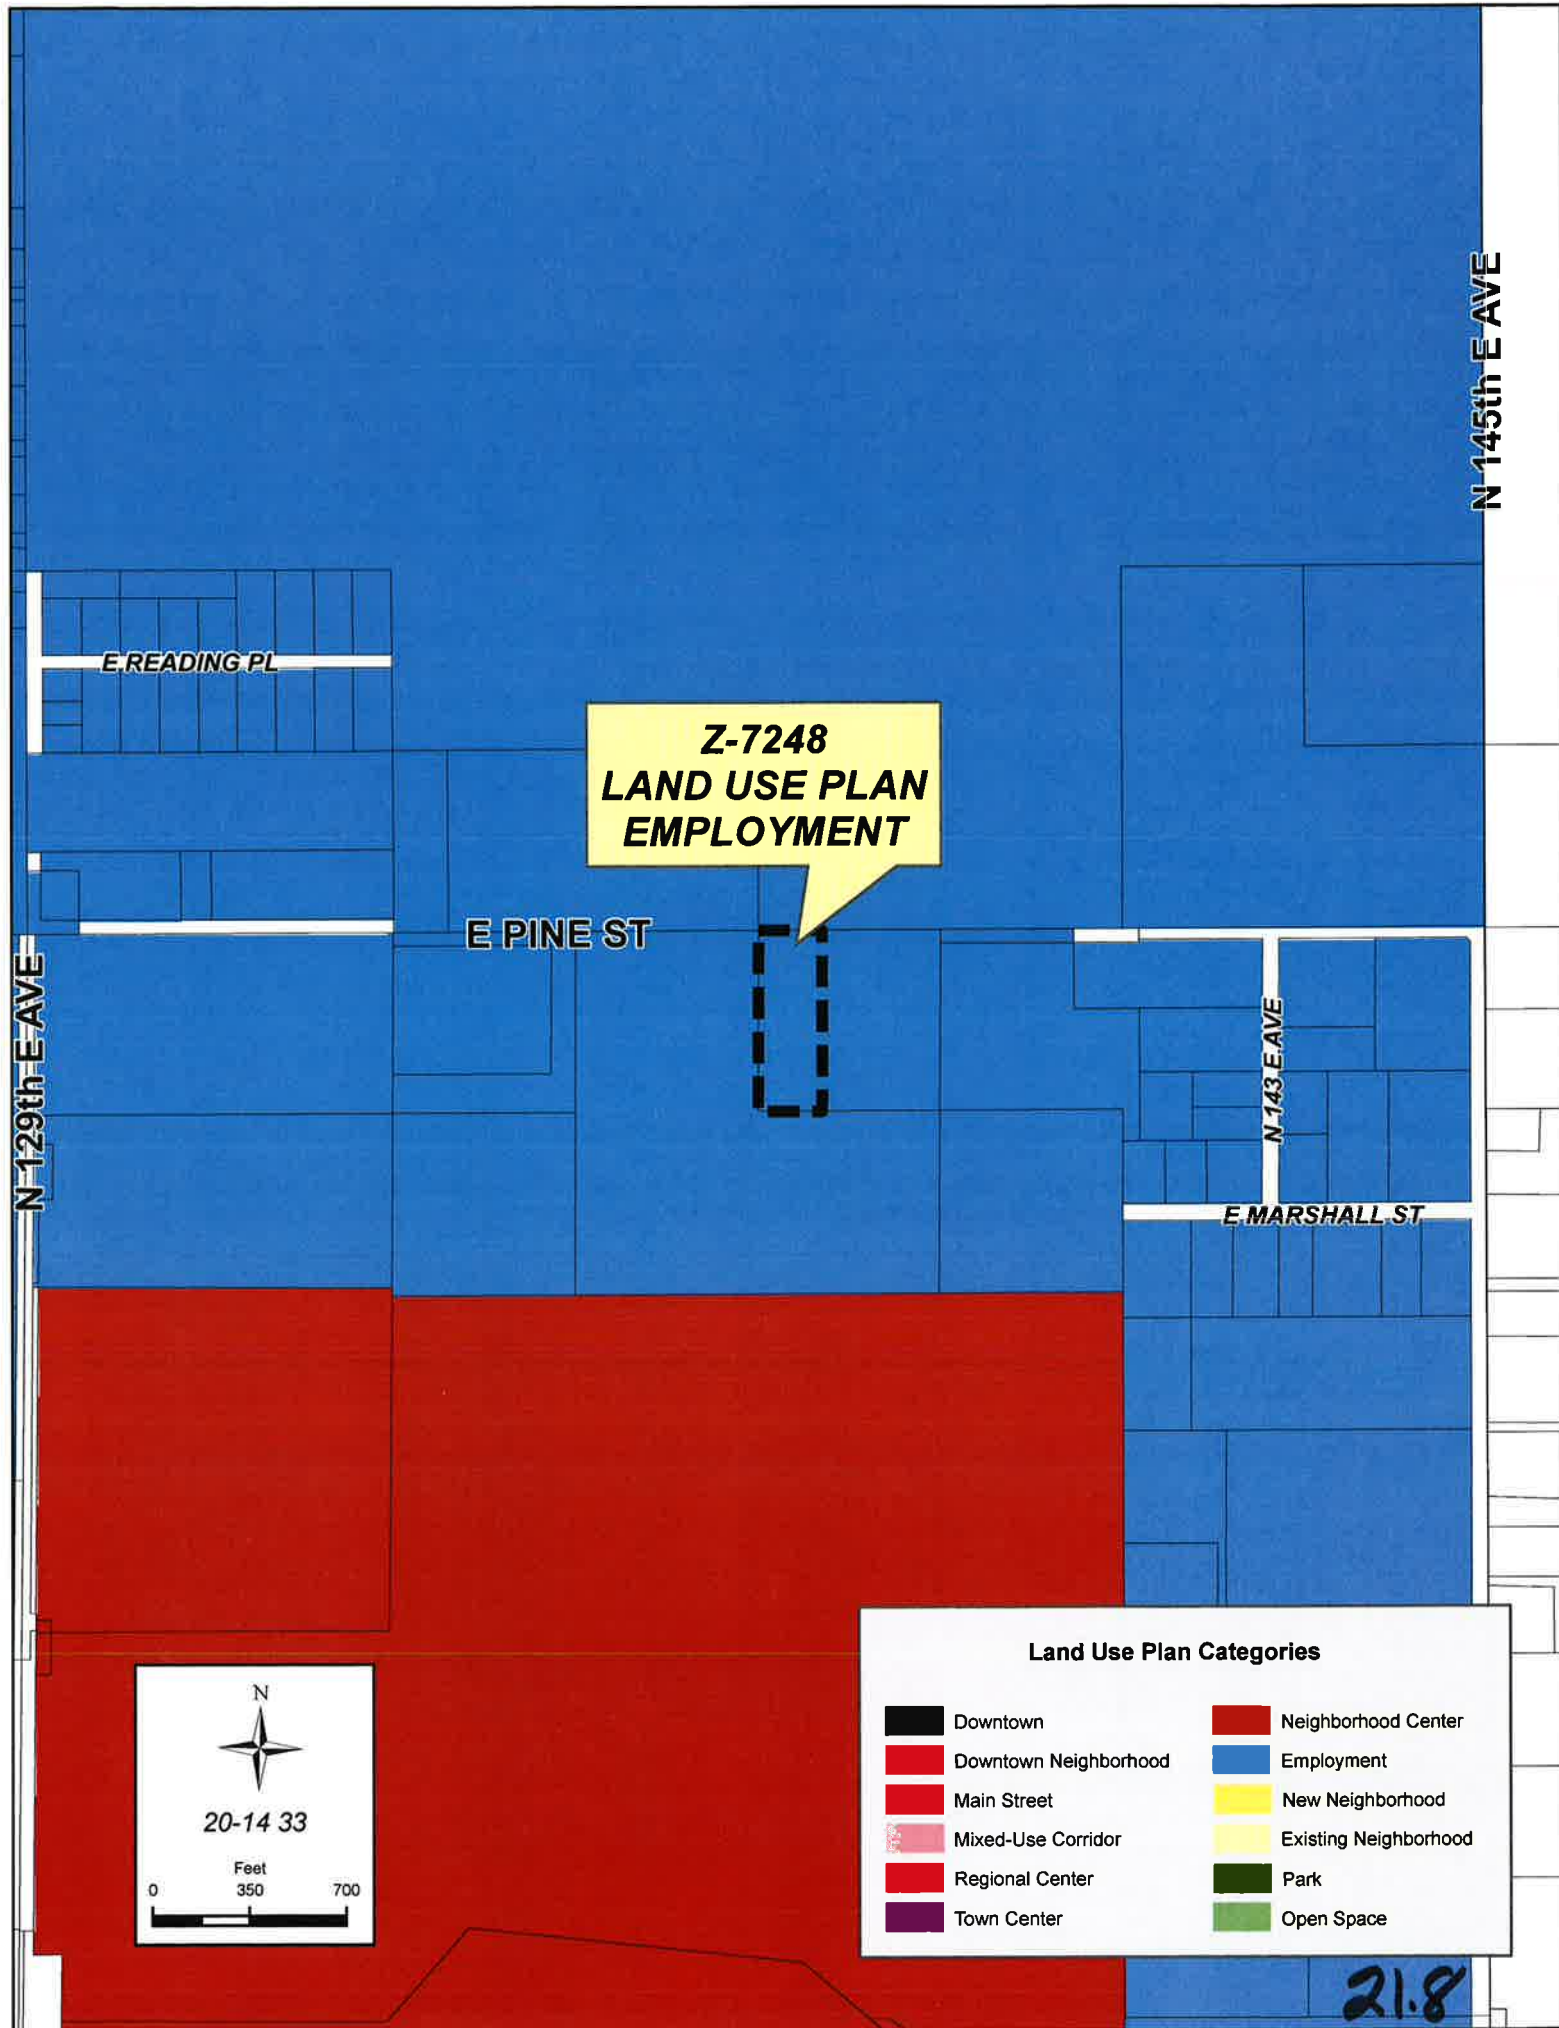 N 145th E AVE
E READING PL
Z-7248
LAND USE PLAN
EMPLOYMENT
E PINE ST
N 129th E AVE
N 143 E AVE
E MARSHALL ST
Land Use Plan Categories
Downtown
Downtown Neighborhood
Main Street
Mixed-Use Corridor
Regional Center
Town Center
Neighborhood Center
Employment
New Neighborhood
Existing Neighborhood
Park
Open Space
N
20-14 33
Feet
0 350 700
21.8